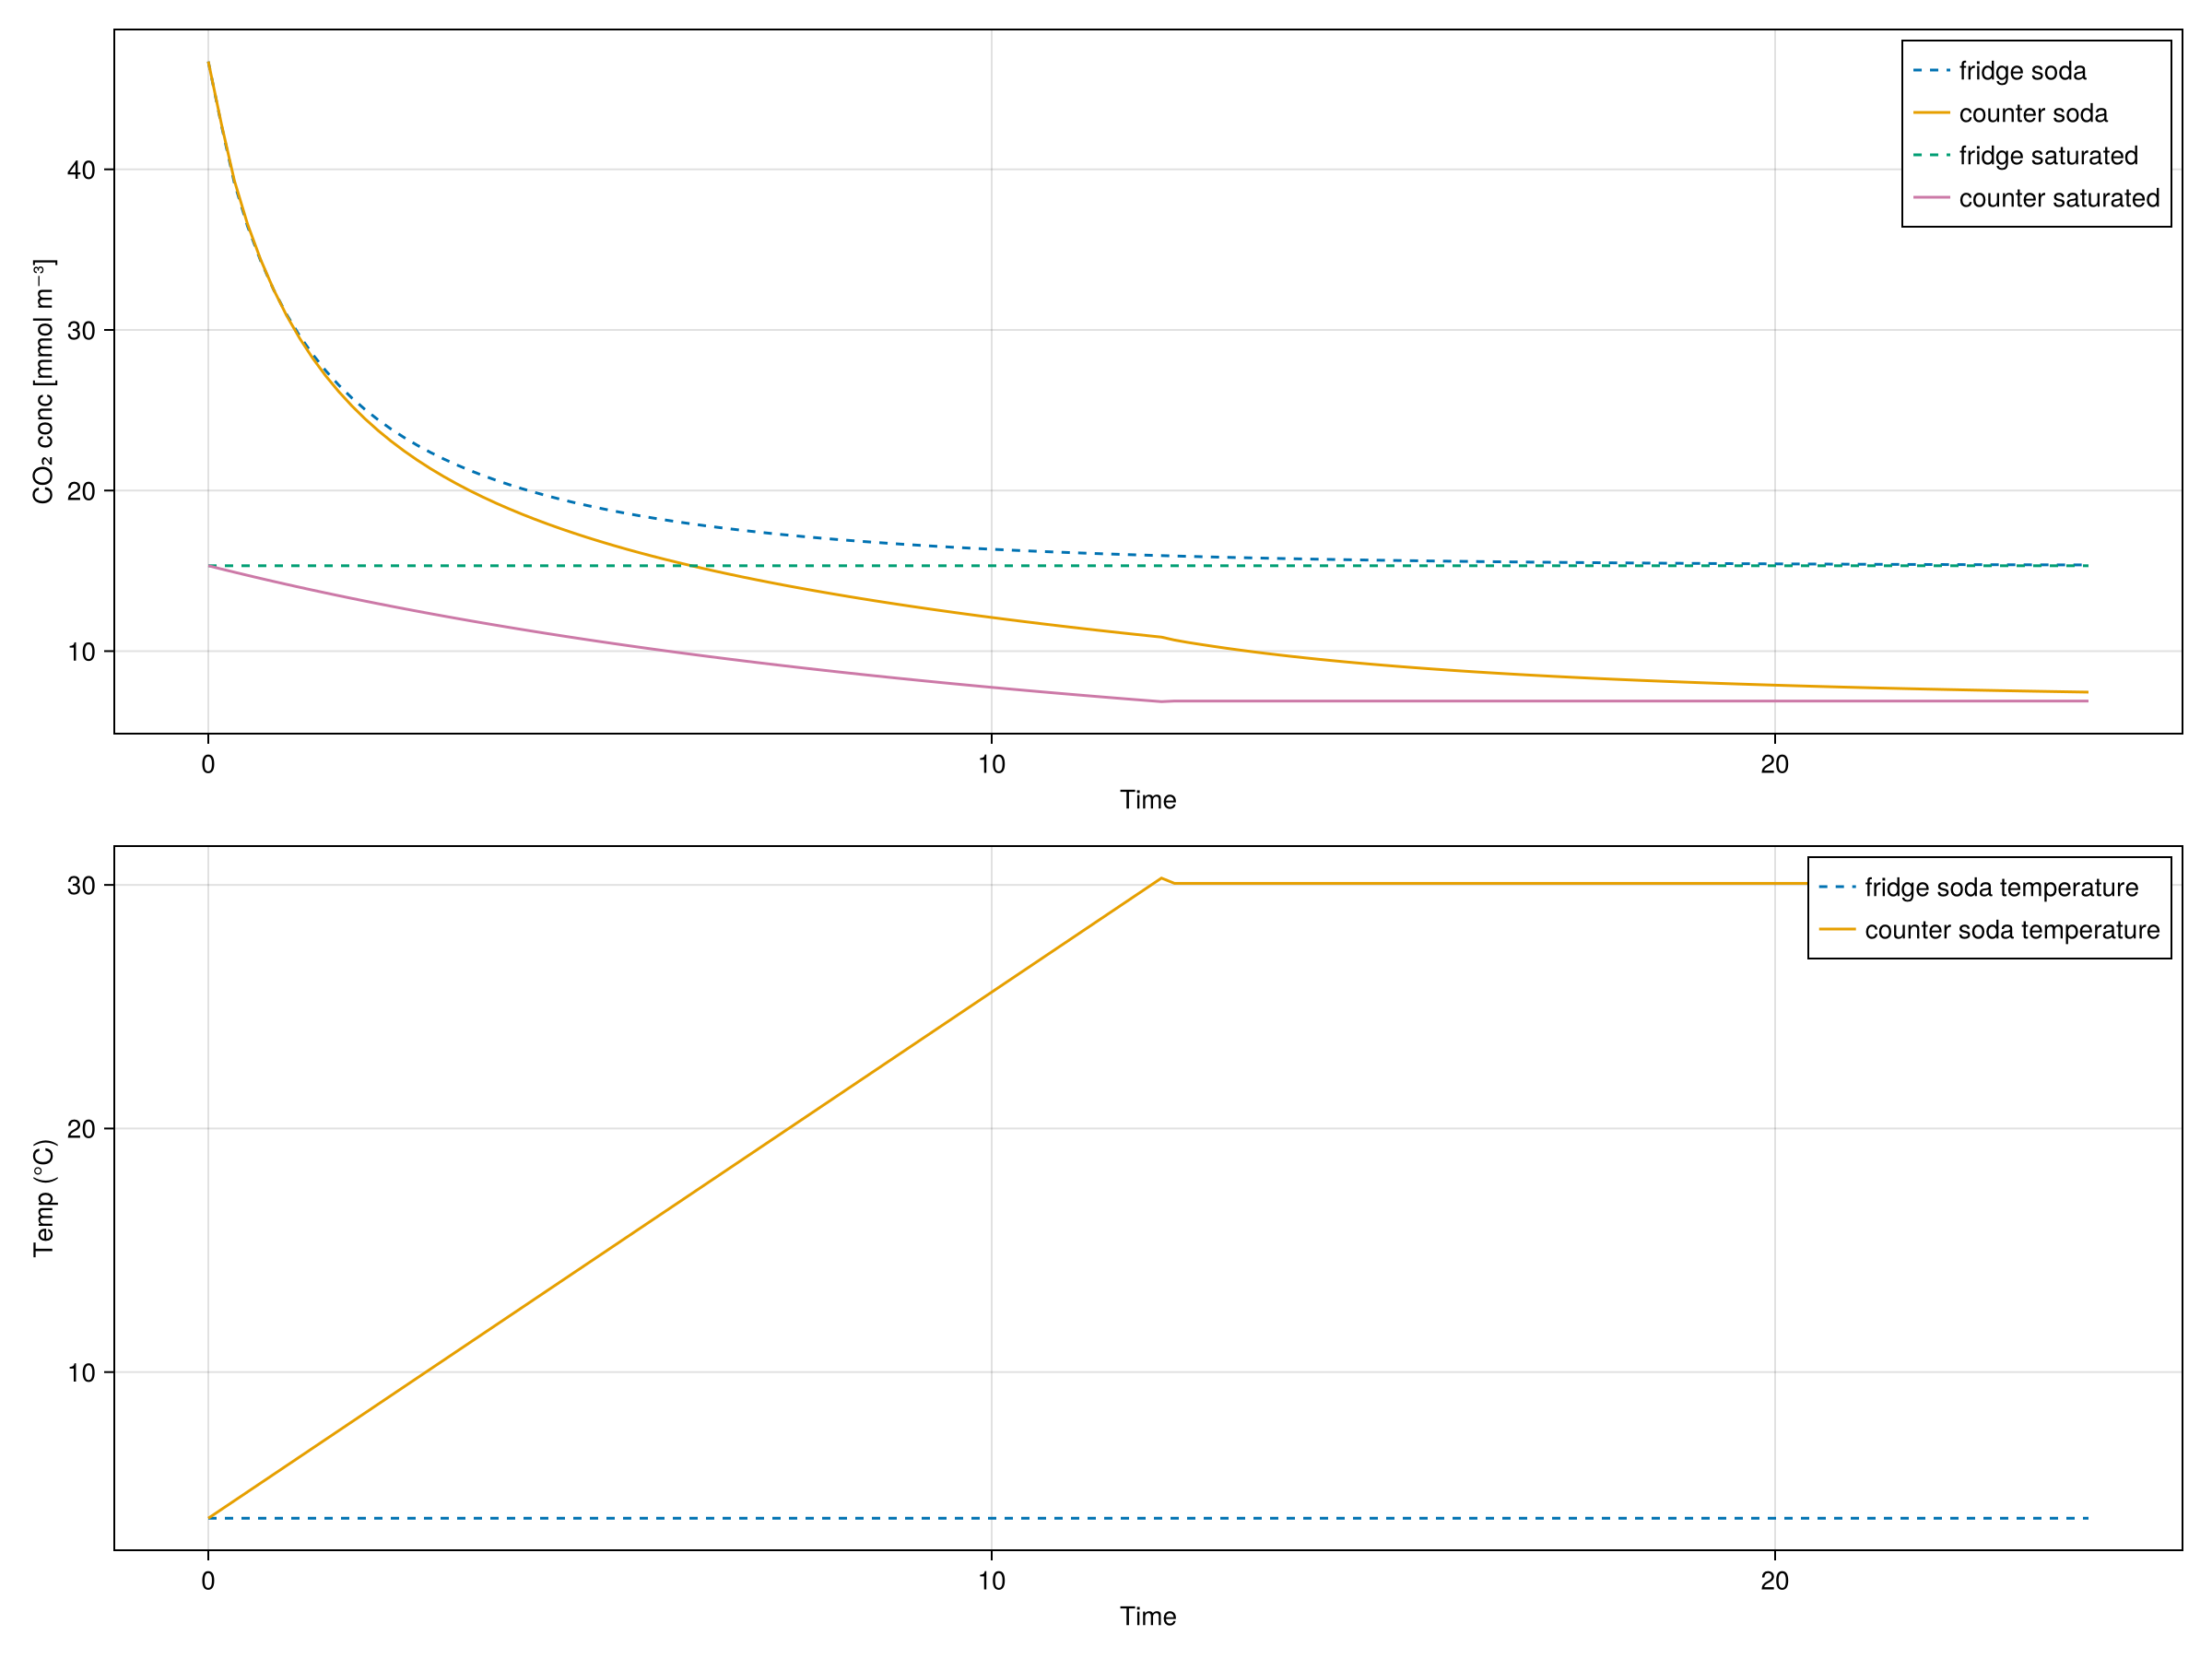 CO₂ conc [mmol m⁻³]
40
30
20
10
fridge soda
counter soda
fridge saturated
counter saturated
0
10
20
Time
Temp (°C)
30
20
10
fridge soda temperature
counter soda temperature
0
10
20
Time